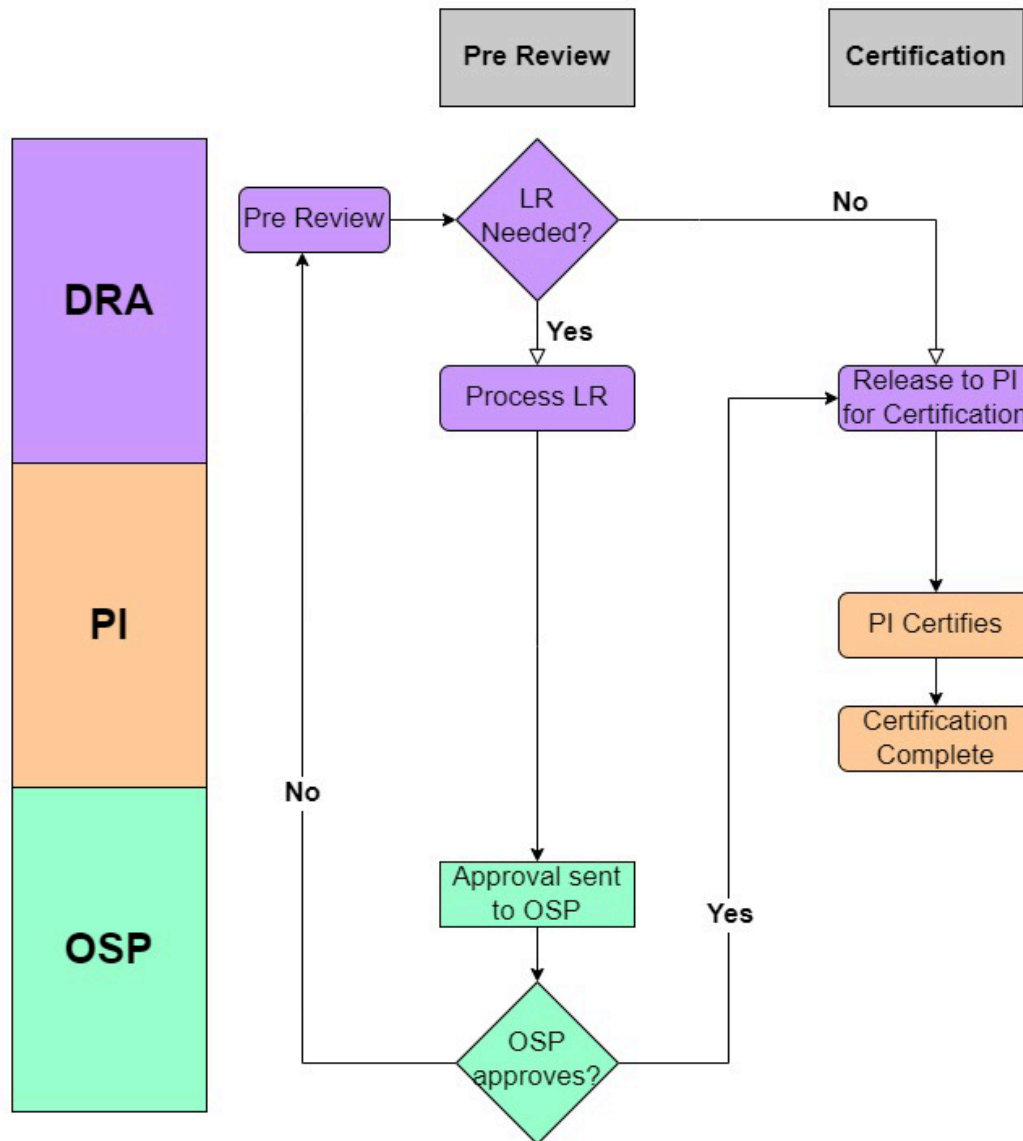 Pre Review
Certification
DRA
Pre Review
LR
Needed?
No
Yes
Process LR
Release to PI
for Certification
PI
PI Certifies
Certification
Complete
No
OSP
Approval sent
to OSP
Yes
OSP
approves?